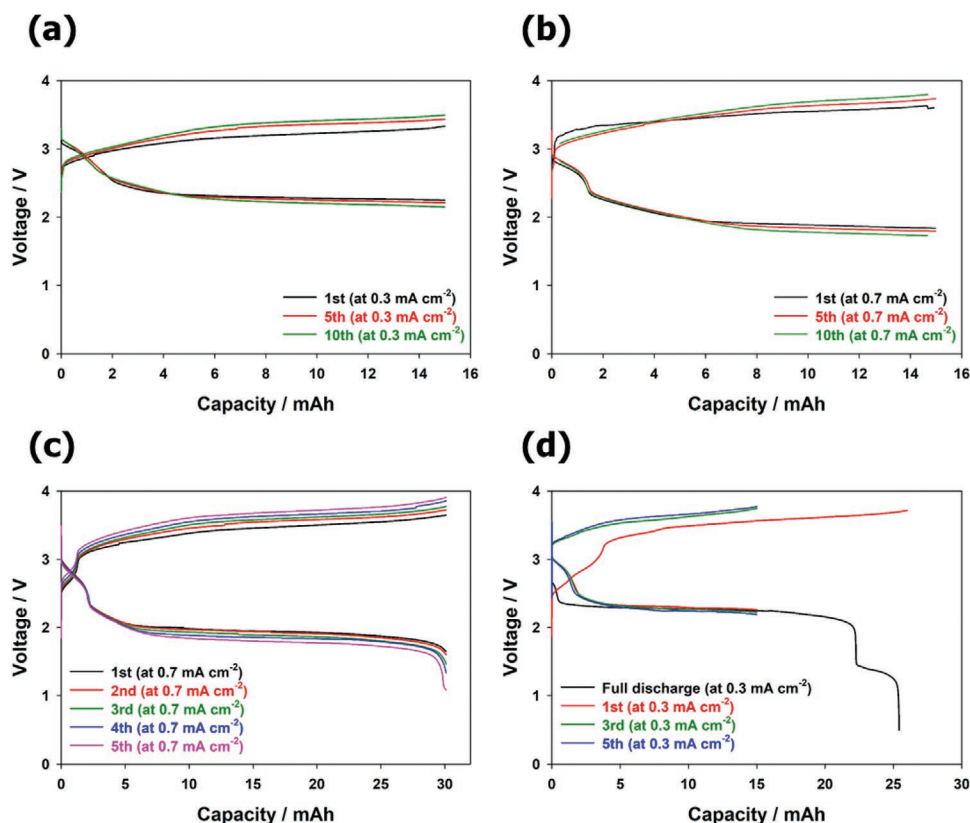 (a)
4
3
2
1
0
Voltage / V
1st (at 0.3 mA cm⁻²)
5th (at 0.3 mA cm⁻²)
10th (at 0.3 mA cm⁻²)
0 2 4 6 8 10 12 14 16
Capacity / mAh
(b)
4
3
2
1
0
Voltage / V
1st (at 0.7 mA cm⁻²)
5th (at 0.7 mA cm⁻²)
10th (at 0.7 mA cm⁻²)
0 2 4 6 8 10 12 14 16
Capacity / mAh
(c)
4
3
2
1
0
Voltage / V
1st (at 0.7 mA cm⁻²)
2nd (at 0.7 mA cm⁻²)
3rd (at 0.7 mA cm⁻²)
4th (at 0.7 mA cm⁻²)
5th (at 0.7 mA cm⁻²)
0 5 10 15 20 25 30
Capacity / mAh
(d)
4
3
2
1
0
Voltage / V
Full discharge (at 0.3 mA cm⁻²)
1st (at 0.3 mA cm⁻²)
3rd (at 0.3 mA cm⁻²)
5th (at 0.3 mA cm⁻²)
0 5 10 15 20 25 30
Capacity / mAh